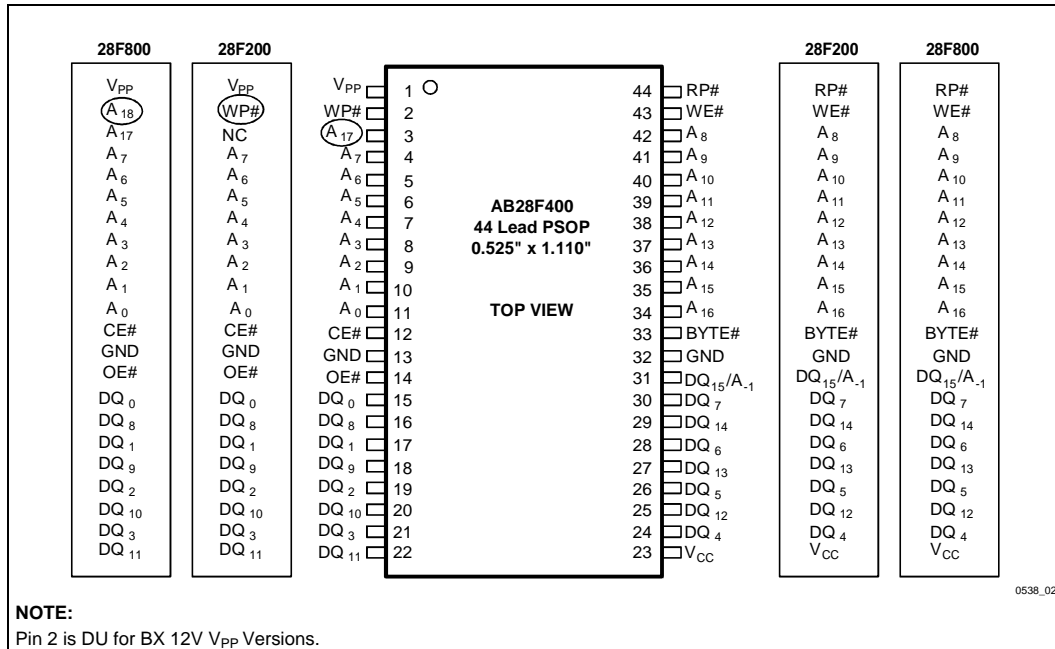 28F800 28F200 28F200 28F800
VPP VPP VPP 1 44 RP# RP# RP#
A18 WP# WP# 2 43 WE# WE# WE#
A17 NC A17 3 42 A8 A8 A8
A7 A7 A7 4 41 A9 A9 A9
A6 A6 A6 5 40 A10 A10 A10
A5 A5 A5 6 AB28F400 39 A11 A11 A11
A4 A4 A4 7 44 Lead PSOP 38 A12 A12 A12
A3 A3 A3 8 0.525" x 1.110" 37 A13 A13 A13
A2 A2 A2 9 36 A14 A14 A14
A1 A1 A1 10 35 A15 A15 A15
A0 A0 A0 11 TOP VIEW 34 A16 A16 A16
CE# CE# CE# 12 33 BYTE# BYTE# BYTE#
GND GND GND 13 32 GND GND GND
OE# OE# OE# 14 31 DQ15/A-1 DQ15/A-1 DQ15/A-1
DQ0 DQ0 DQ0 15 30 DQ7 DQ7 DQ7
DQ8 DQ8 DQ8 16 29 DQ14 DQ14 DQ14
DQ1 DQ1 DQ1 17 28 DQ6 DQ6 DQ6
DQ9 DQ9 DQ9 18 27 DQ13 DQ13 DQ13
DQ2 DQ2 DQ2 19 26 DQ5 DQ5 DQ5
DQ10 DQ10 DQ10 20 25 DQ12 DQ12 DQ12
DQ3 DQ3 DQ3 21 24 DQ4 DQ4 DQ4
DQ11 DQ11 DQ11 22 23 VCC VCC VCC
0538_02
NOTE:
Pin 2 is DU for BX 12V VPP Versions.